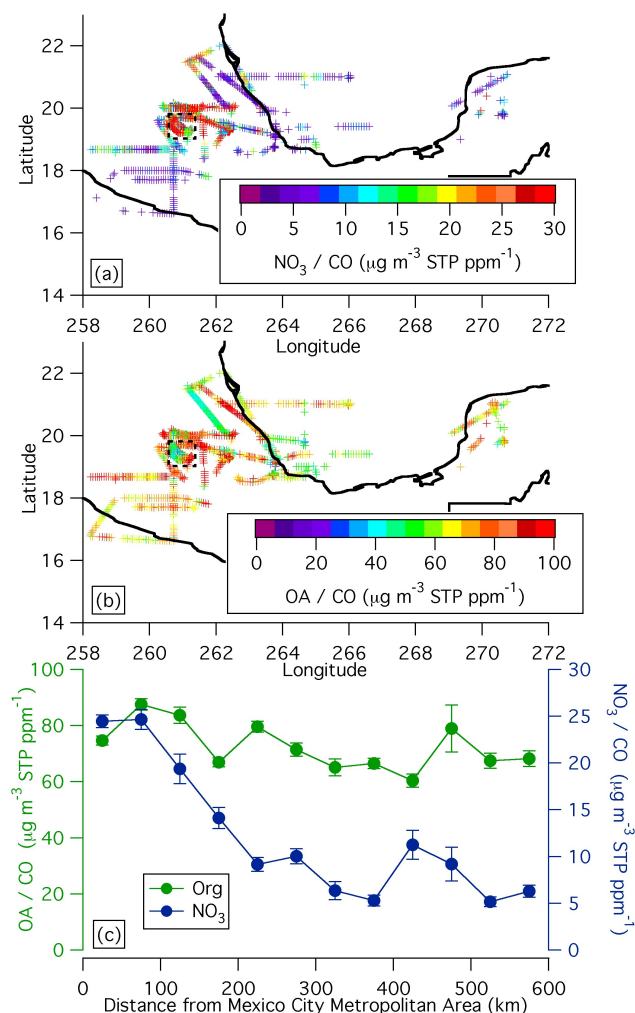 22
20
18
16
14
Latitude
0 5 10 15 20 25 30
NO₃ / CO (μg m⁻³ STP ppm⁻¹)
(a)
258 260 262 264 266 268 270 272
Longitude
22
20
18
16
14
Latitude
0 20 40 60 80 100
OA / CO (μg m⁻³ STP ppm⁻¹)
(b)
258 260 262 264 266 268 270 272
Longitude
100
80
60
40
20
0
OA / CO (μg m⁻³ STP ppm⁻¹)
30
25
20
15
10
5
0
NO₃ / CO (μg m⁻³ STP ppm⁻¹)
Org
NO₃
(c)
0 100 200 300 400 500 600
Distance from Mexico City Metropolitan Area (km)